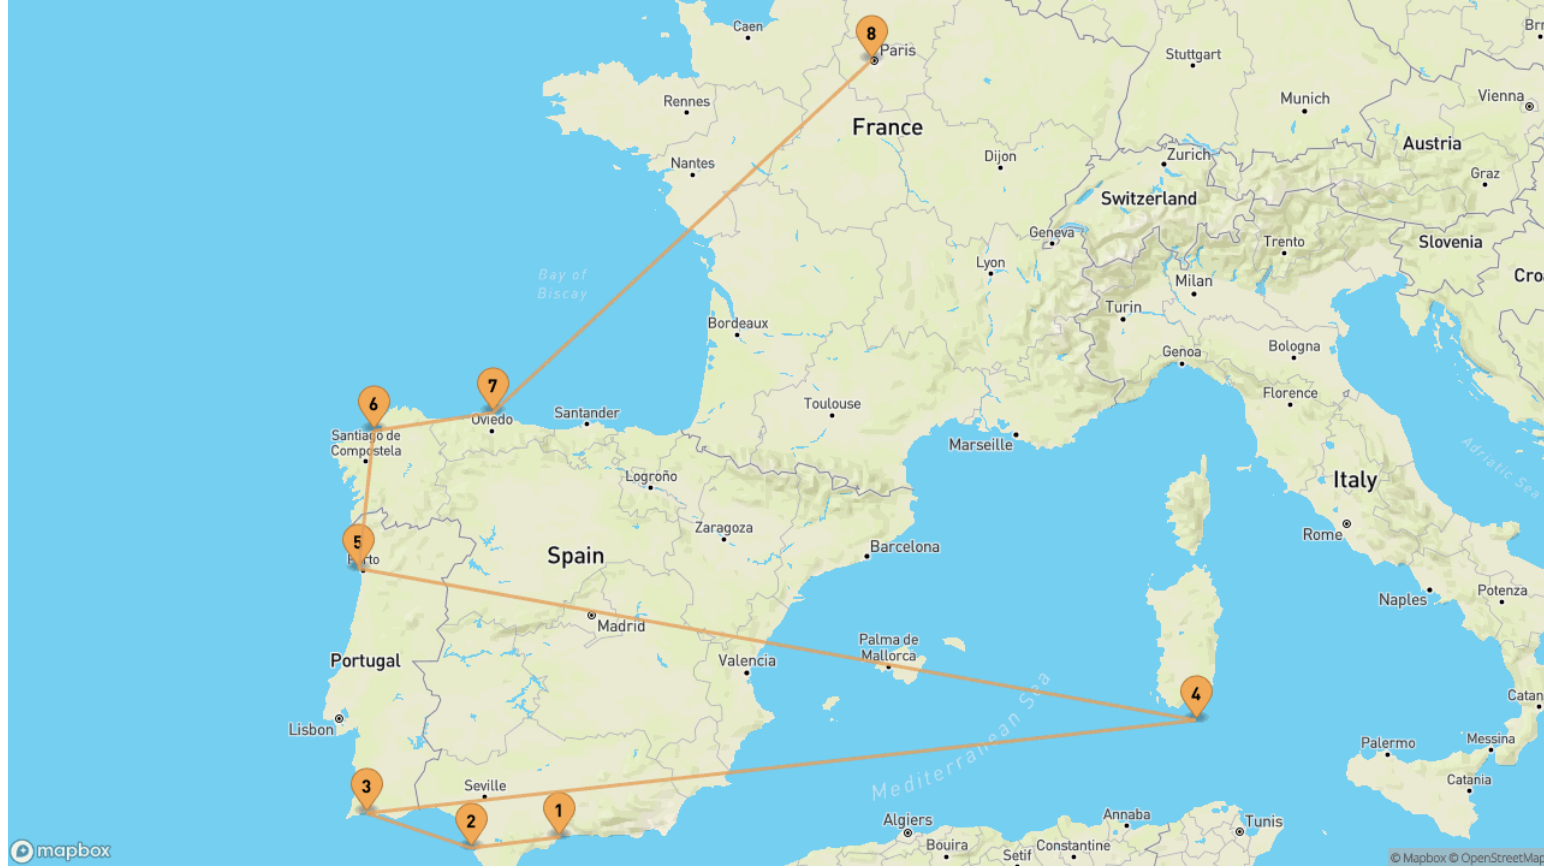 Caen
8
Paris
Stuttgart
Brn
Rennes
France
Munich
Vienna
Nantes
Dijon
Zurich
Austria
Switzerland
Graz
Geneva
Trento
Slovenia
Lyon
Milan
Bay of
Biscay
Cro
Turin
Bordeaux
Genoa
Bologna
7
Florence
6
Toulouse
Santander
Oviedo
Santiago de
Compostela
Marseille
Adriatic Sea
Logroño
Italy
Zaragoza
Rome
5
Porto
Spain
Barcelona
Potenza
Naples
Madrid
Palma de
Mallorca
Portugal
Valencia
4
Catan
Lisbon
Mediterranean Sea
Palermo
Messina
3
Seville
Catania
1
2
Algiers
Annaba
Tunis
Bouira
Constantine
Setif
mapbox
© Mapbox © OpenStreetMap